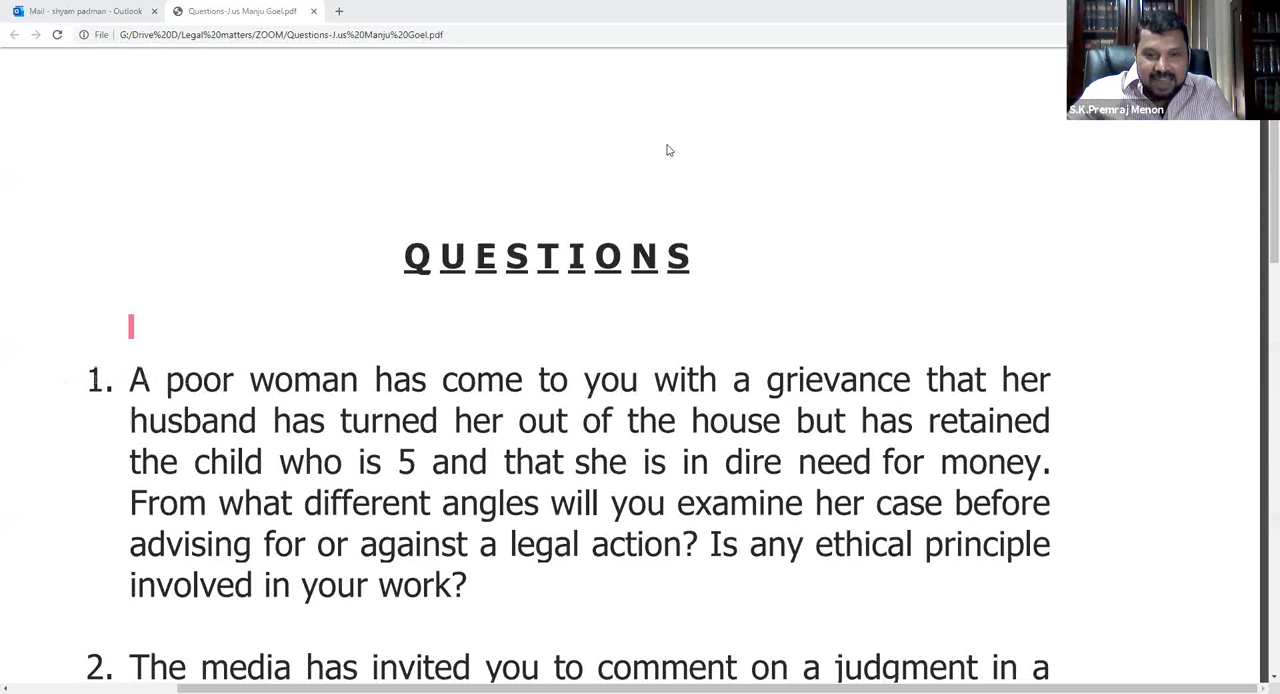 Mail - shyam padman - Outlook
Questions-J.us Manju Goel.pdf
File
G:/Drive%20D/Legal%20matters/ZOOM/Questions-J.us%20Manju%20Goel.pdf
S.K.Premraj Menon
QUESTIONS
1. A poor woman has come to you with a grievance that her
husband has turned her out of the house but has retained
the child who is 5 and that she is in dire need for money.
From what different angles will you examine her case before
advising for or against a legal action? Is any ethical principle
involved in your work?
2. The media has invited you to comment on a judgment in a